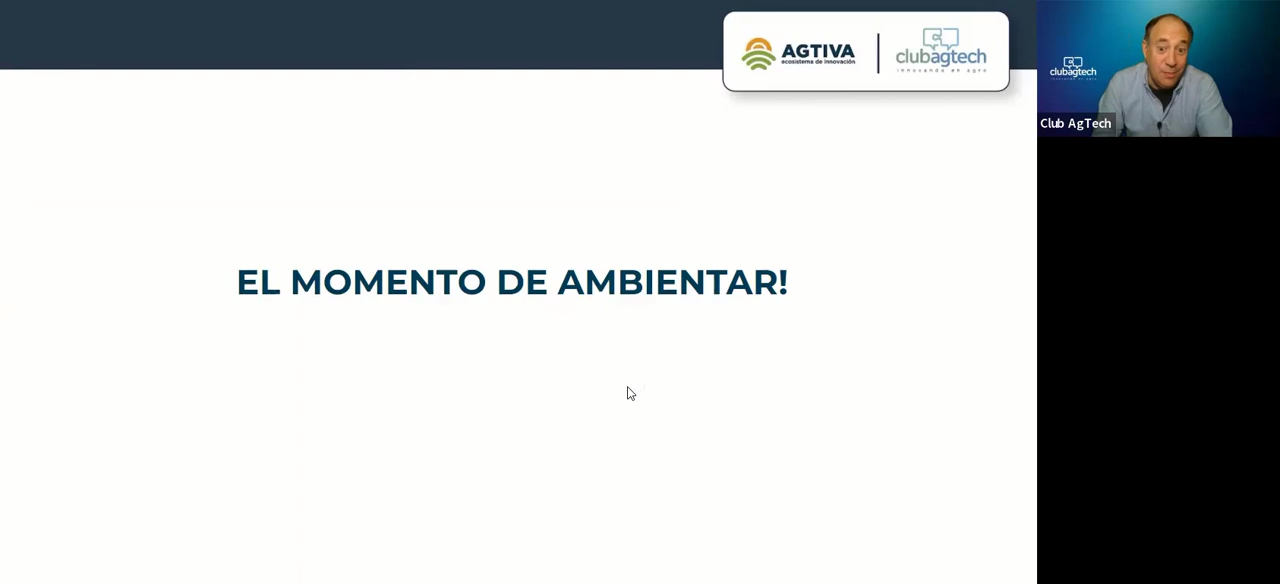 AGTIVA
ecosistema de innovación
clubagtech
innovando en agro
clubagtech
Club AgTech
EL MOMENTO DE AMBIENTAR!